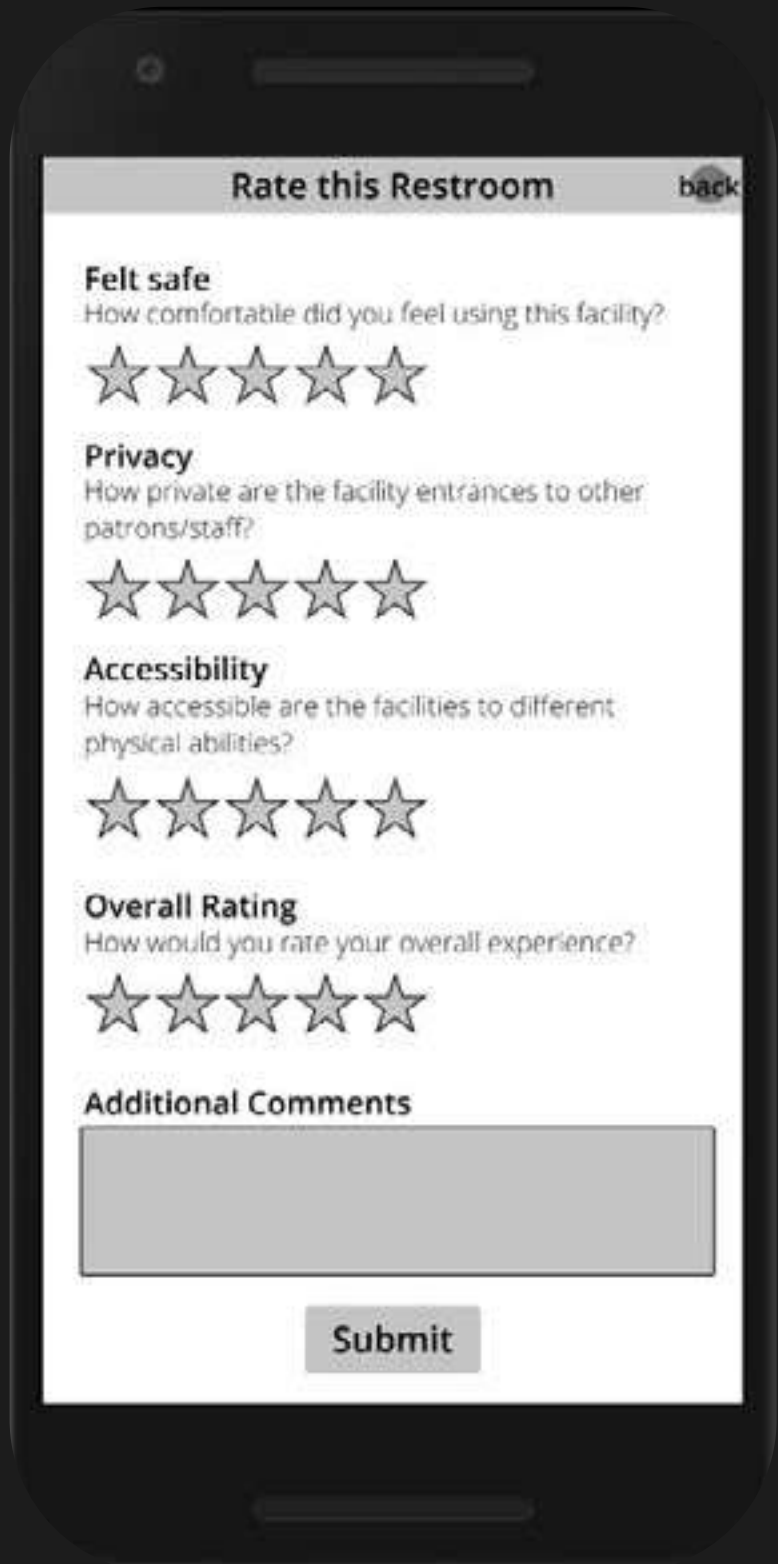 Rate this Restroom
back
Felt safe
How comfortable did you feel using this facility?
Privacy
How private are the facility entrances to other
patrons/staff?
Accessibility
How accessible are the facilities to different
physical abilities?
Overall Rating
How would you rate your overall experience?
Additional Comments
Submit